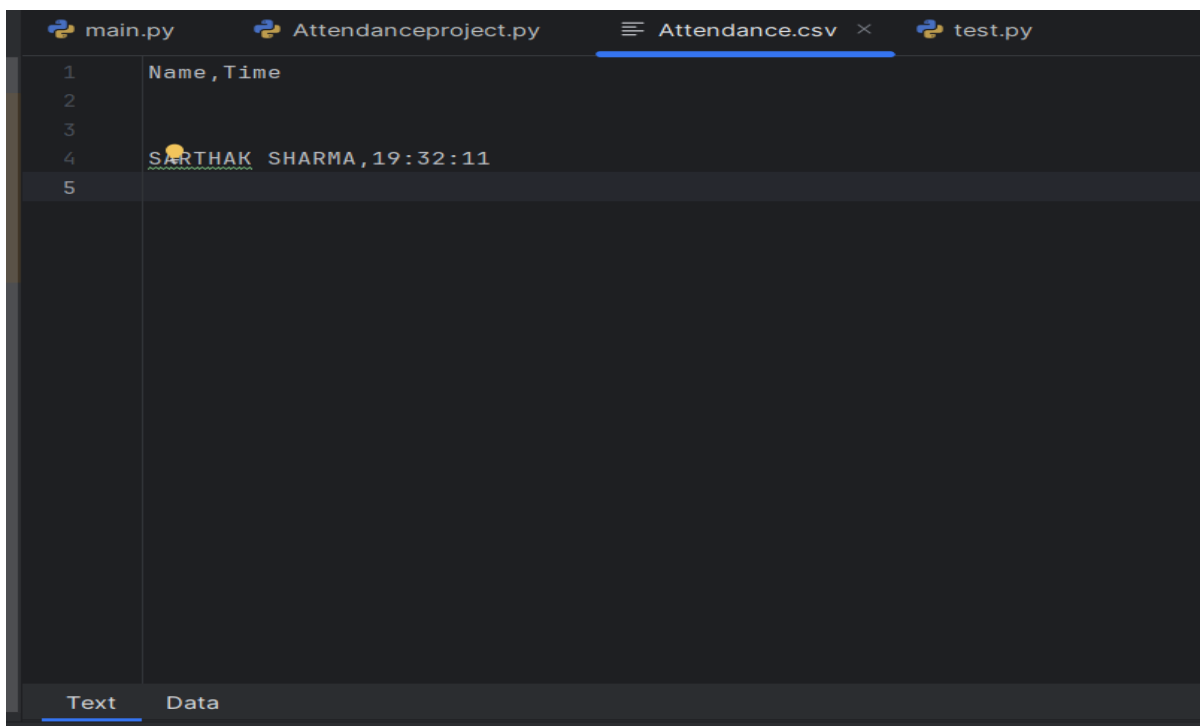 main.py Attendanceproject.py Attendance.csv × test.py
1 Name,Time
2
3
4 SARTHAK SHARMA,19:32:11
5
Text Data